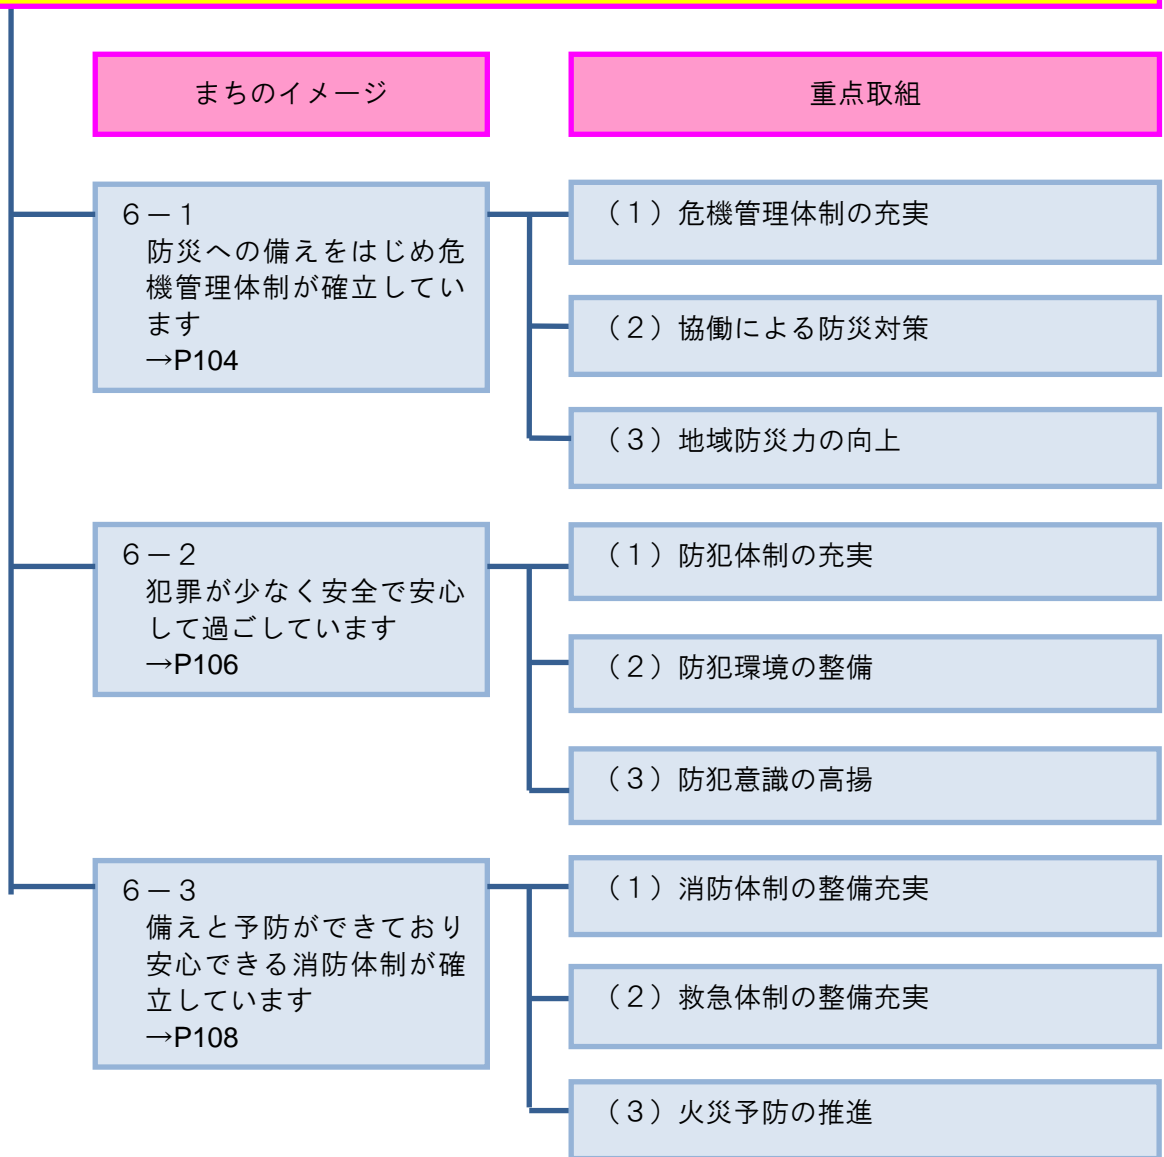 まちのイメージ
重点取組
６－１
防災への備えをはじめ危
機管理体制が確立してい
ます
→P104
（１）危機管理体制の充実
（２）協働による防災対策
（３）地域防災力の向上
６－２
犯罪が少なく安全で安心
して過ごしています
→P106
（１）防犯体制の充実
（２）防犯環境の整備
（３）防犯意識の高揚
６－３
備えと予防ができており
安心できる消防体制が確
立しています
→P108
（１）消防体制の整備充実
（２）救急体制の整備充実
（３）火災予防の推進